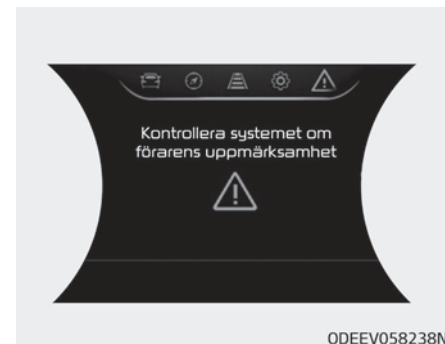 Kontrollera systemet om
förarens uppmärksamhet
ODEEV058238N